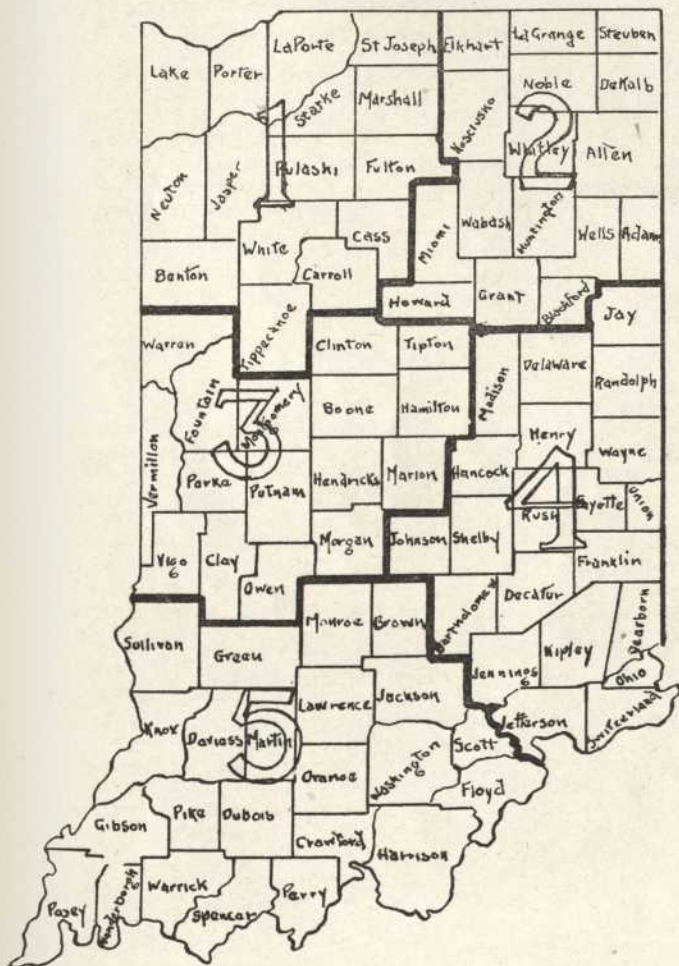 LaPorte St Joseph Elkhart LaGrange Steuben
Lake Porter Noble DeKalb
Starke Marshall Kosciusko
1 2
Whitley Allen
Newton Jasper Pulaski Fulton
Miami Wabash Huntington
White Cass Wells Adams
Benton Carroll
Howard Grant Blackford
Jay
Warren Tippecanoe Clinton Tipton
Madison Delaware
Randolph
Fountain 3 Montgomery Boone Hamilton
Henry
Vermillon Wayne
Parke Putnam Hendricks Marion Hancock 4
Rush Fayette Union
Vigo Clay Morgan Johnson Shelby
Franklin
Owen Decatur
Monroe Brown Bartholomew
Sullivan Green Ripley Dearborn
Jennings Ohio
Jackson
Knox Daviess Martin 5 Lawrence Jefferson Switzerland
Scott
Orange Washington
Floyd
Gibson Pike Dubois
Crawford Harrison
Posey Vanderborgh Warrick Perry
Spencer